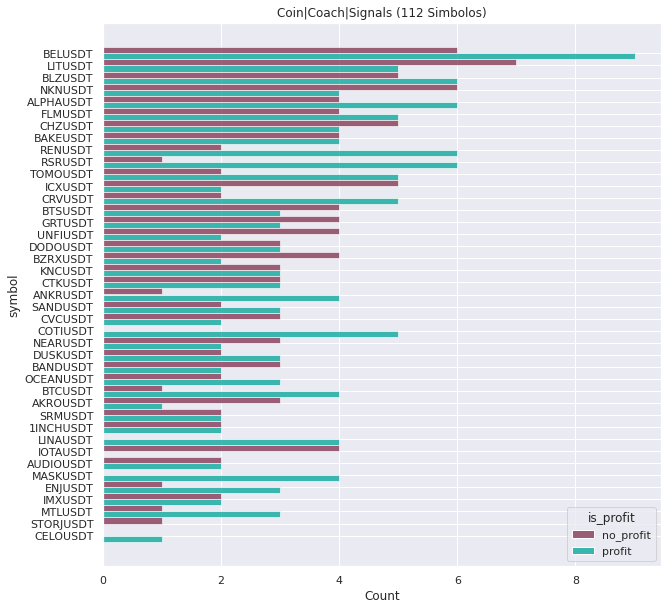 Coin|Coach|Signals (112 Simbolos)
BELUSDT
LITUSDT
BLZUSDT
NKNUSDT
ALPHAUSDT
FLMUSDT
CHZUSDT
BAKEUSDT
RENUSDT
RSRUSDT
TOMOUSDT
ICXUSDT
CRVUSDT
BTSUSDT
GRTUSDT
UNFIUSDT
DODOUSDT
BZRXUSDT
KNCUSDT
CTKUSDT
ANKRUSDT
SANDUSDT
CVCUSDT
COTIUSDT
NEARUSDT
DUSKUSDT
BANDUSDT
OCEANUSDT
BTCUSDT
AKROUSDT
SRMUSDT
1INCHUSDT
LINAUSDT
IOTAUSDT
AUDIOUSDT
MASKUSDT
ENJUSDT
IMXUSDT
MTLUSDT
STORJUSDT
CELOUSDT
symbol
is_profit
no_profit
profit
0 2 4 6 8
Count